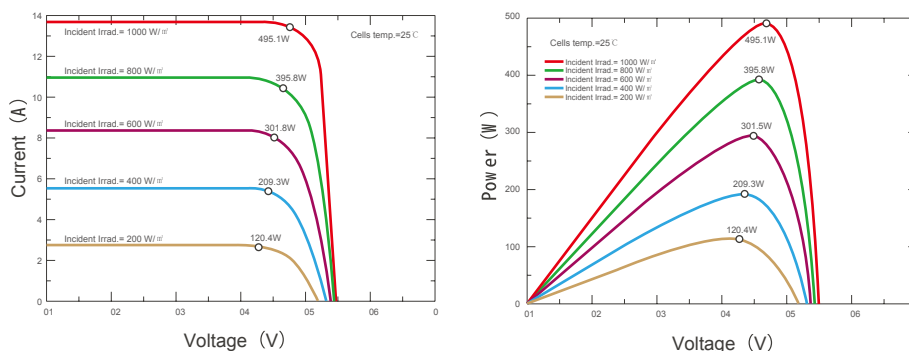 14
12
10
8
6
4
2
0
Current (A)
Incident Irrad.= 1000 W/㎡
Incident Irrad.= 800 W/㎡
Incident Irrad.= 600 W/㎡
Incident Irrad.= 400 W/㎡
Incident Irrad.= 200 W/㎡
Cells temp.=25℃
495.1W
395.8W
301.8W
209.3W
120.4W
01 02 03 04 05 06 0
Voltage (V)
500
400
300
200
100
0
Power(W)
Cells temp.=25℃
Incident Irrad.= 1000 W/㎡
Incident Irrad.= 800 W/㎡
Incident Irrad.= 600 W/㎡
Incident Irrad.= 400 W/㎡
Incident Irrad.= 200 W/㎡
495.1W
395.8W
301.5W
209.3W
120.4W
01 02 03 04 05 06
Voltage (V)